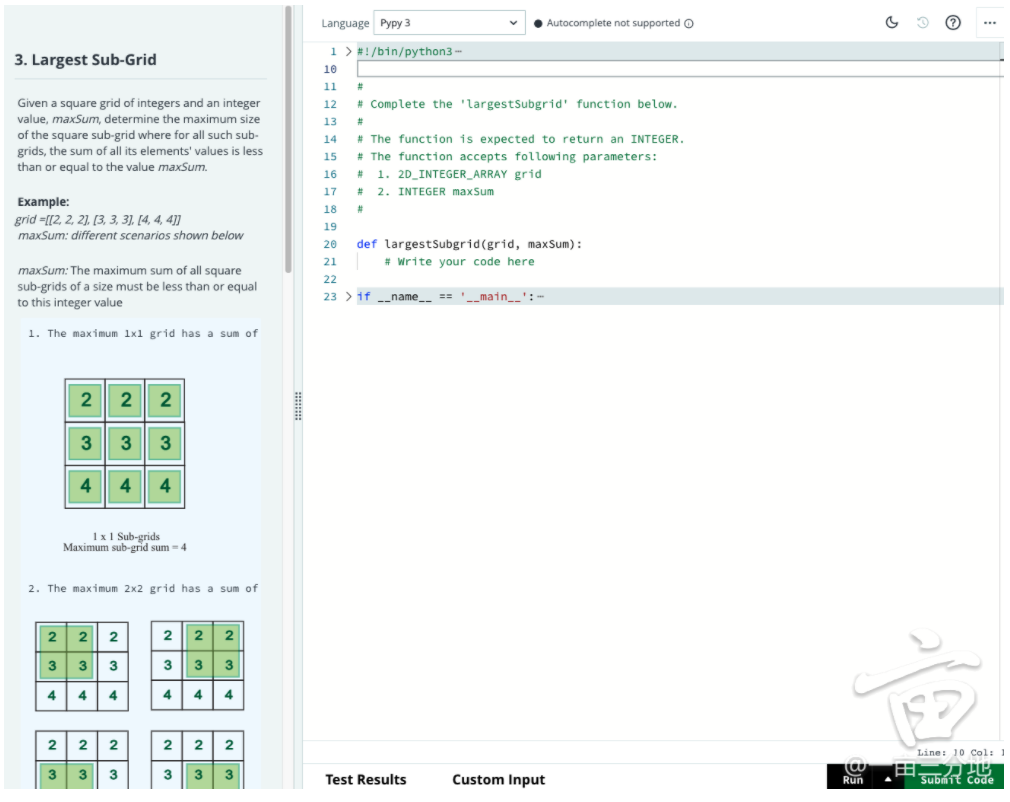 Language Pypy 3 Autocomplete not supported
3. Largest Sub-Grid
Given a square grid of integers and an integer
value, maxSum, determine the maximum size
of the square sub-grid where for all such sub-
grids, the sum of all its elements' values is less
than or equal to the value maxSum.
Example:
grid =[[2, 2, 2], [3, 3, 3], [4, 4, 4]]
maxSum: different scenarios shown below
maxSum: The maximum sum of all square
sub-grids of a size must be less than or equal
to this integer value
1. The maximum 1x1 grid has a sum of
2 2 2
3 3 3
4 4 4
1 x 1 Sub-grids
Maximum sub-grid sum = 4
2. The maximum 2x2 grid has a sum of
2 2 2 2 2 2
3 3 3 3 3 3
4 4 4 4 4 4
2 2 2 2 2 2
3 3 3 3 3 3
1 #!/bin/python3
10
11 #
12 # Complete the 'largestSubgrid' function below.
13 #
14 # The function is expected to return an INTEGER.
15 # The function accepts following parameters:
16 # 1. 2D_INTEGER_ARRAY grid
17 # 2. INTEGER maxSum
18 #
19
20 def largestSubgrid(grid, maxSum):
21 # Write your code here
22
23 if __name__ == '__main__':
Line: 10 Col: 1
Test Results Custom Input
Run Submit Code
亩
@一亩三分地